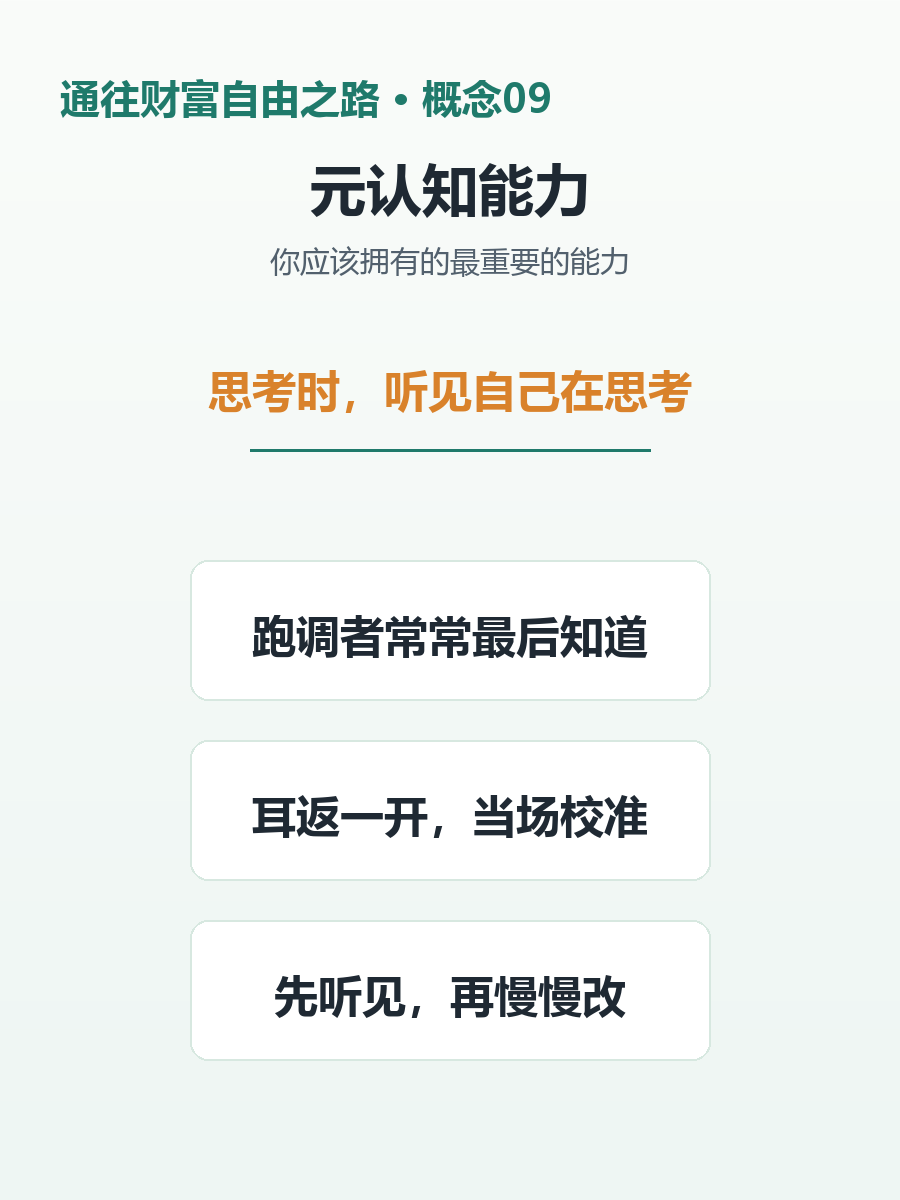 通往财富自由之路·概念09
元认知能力
你应该拥有的最重要的能力
思考时，听见自己在思考
跑调者常常最后知道
耳返一开，当场校准
先听见，再慢慢改